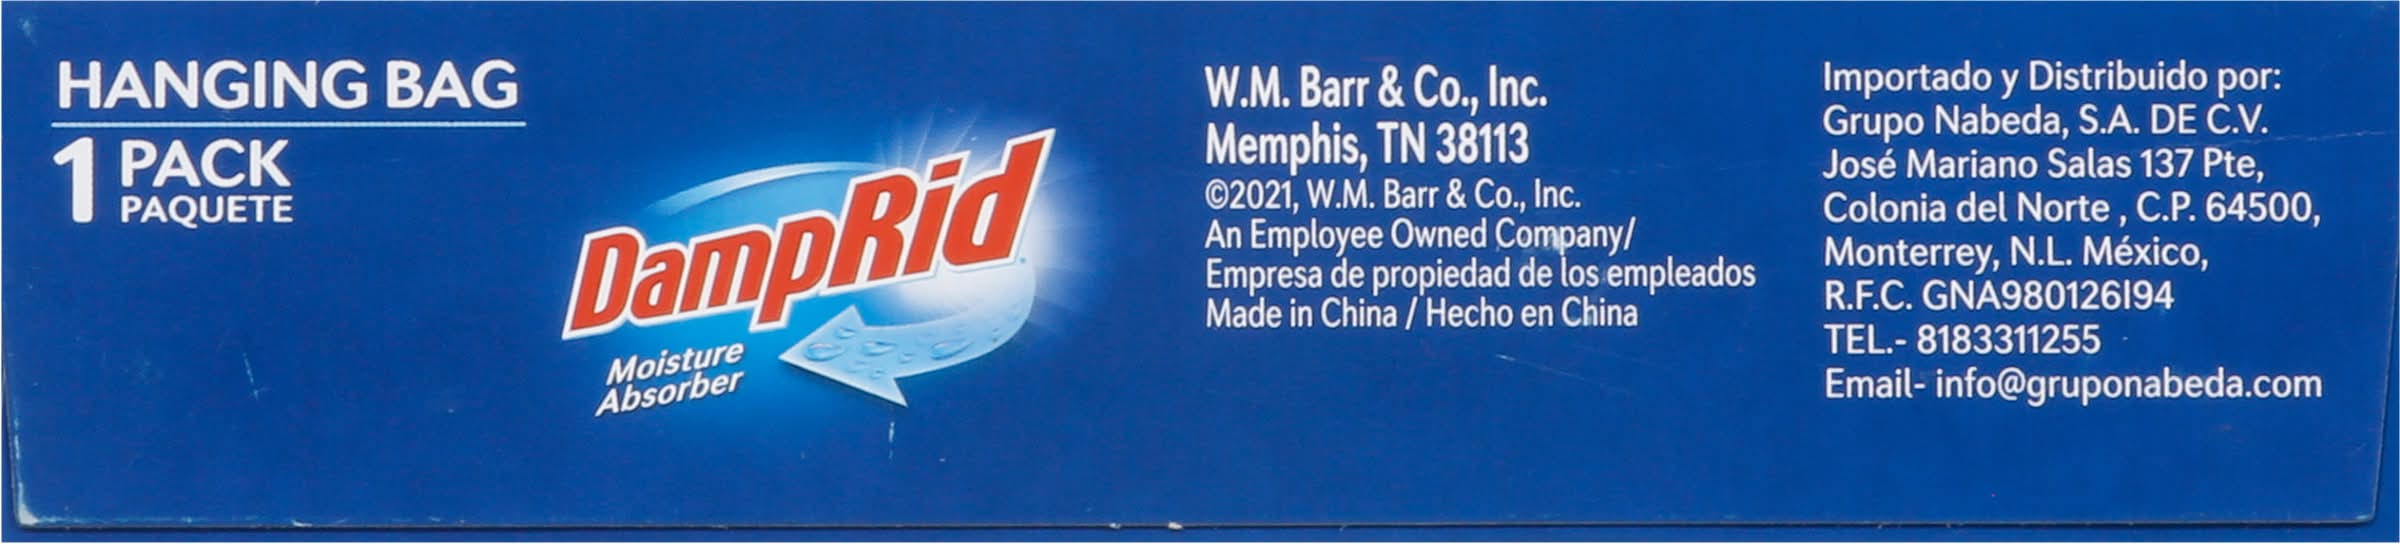 HANGING BAG
1 PACK
PAQUETE
DampRid
Moisture
Absorber
W.M. Barr & Co., Inc.
Memphis, TN 38113
©2021, W.M. Barr & Co., Inc.
An Employee Owned Company/
Empresa de propiedad de los empleados
Made in China / Hecho en China
Importado y Distribuido por:
Grupo Nabeda, S.A. DE C.V.
José Mariano Salas 137 Pte,
Colonia del Norte , C.P. 64500,
Monterrey, N.L. México,
R.F.C. GNA980126I94
TEL.- 8183311255
Email- info@gruponabeda.com